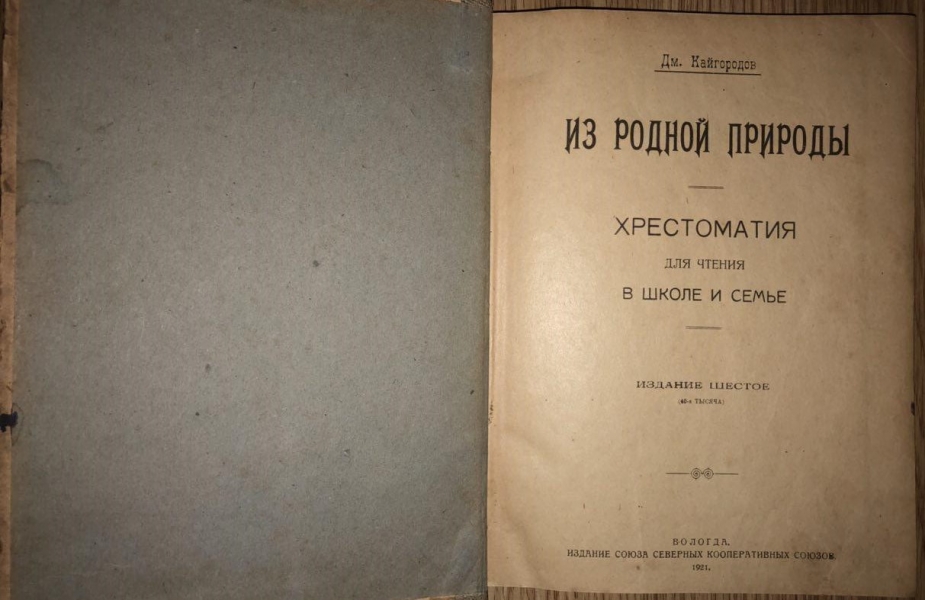 Дм. Кайгородов
ИЗ РОДНОЙ ПРИРОДЫ
ХРЕСТОМАТИЯ
ДЛЯ ЧТЕНИЯ
В ШКОЛЕ И СЕМЬЕ
ИЗДАНИЕ ШЕСТОЕ
ТЫСЯЧА)
ВОЛОГДА.
ИЗДАНИЕ СОЮЗА СЕВЕРНЫХ КООПЕРАТИВНЫХ СОЮЗОВ
1921.